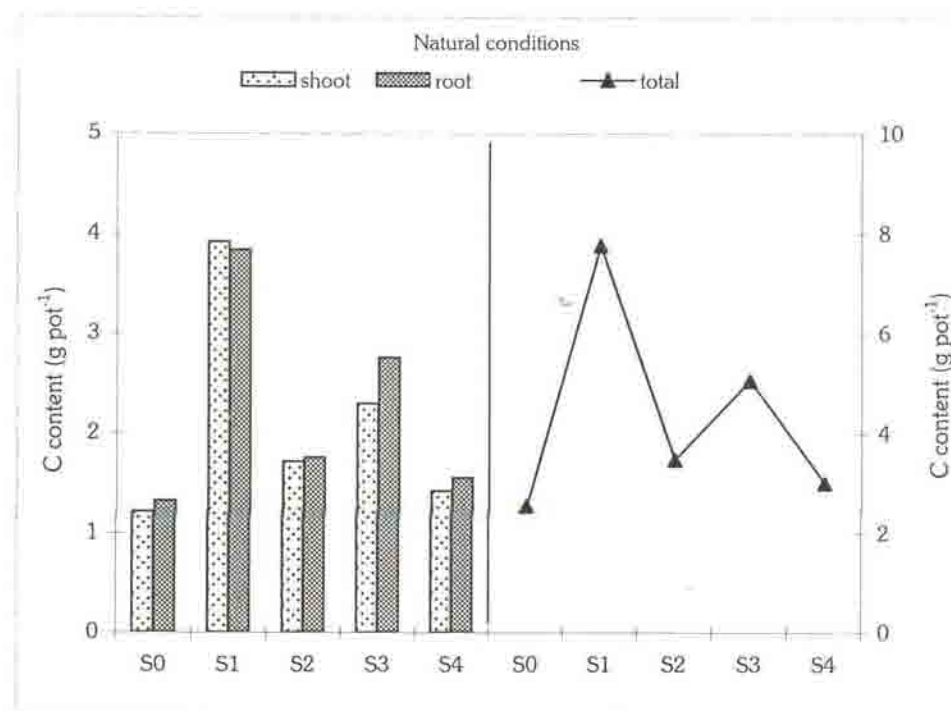 Natural conditions
shoot root total
C content (g pot⁻¹)
5
4
3
2
1
0
10
8
6
4
2
0
C content (g pot⁻¹)
S0 S1 S2 S3 S4 S0 S1 S2 S3 S4